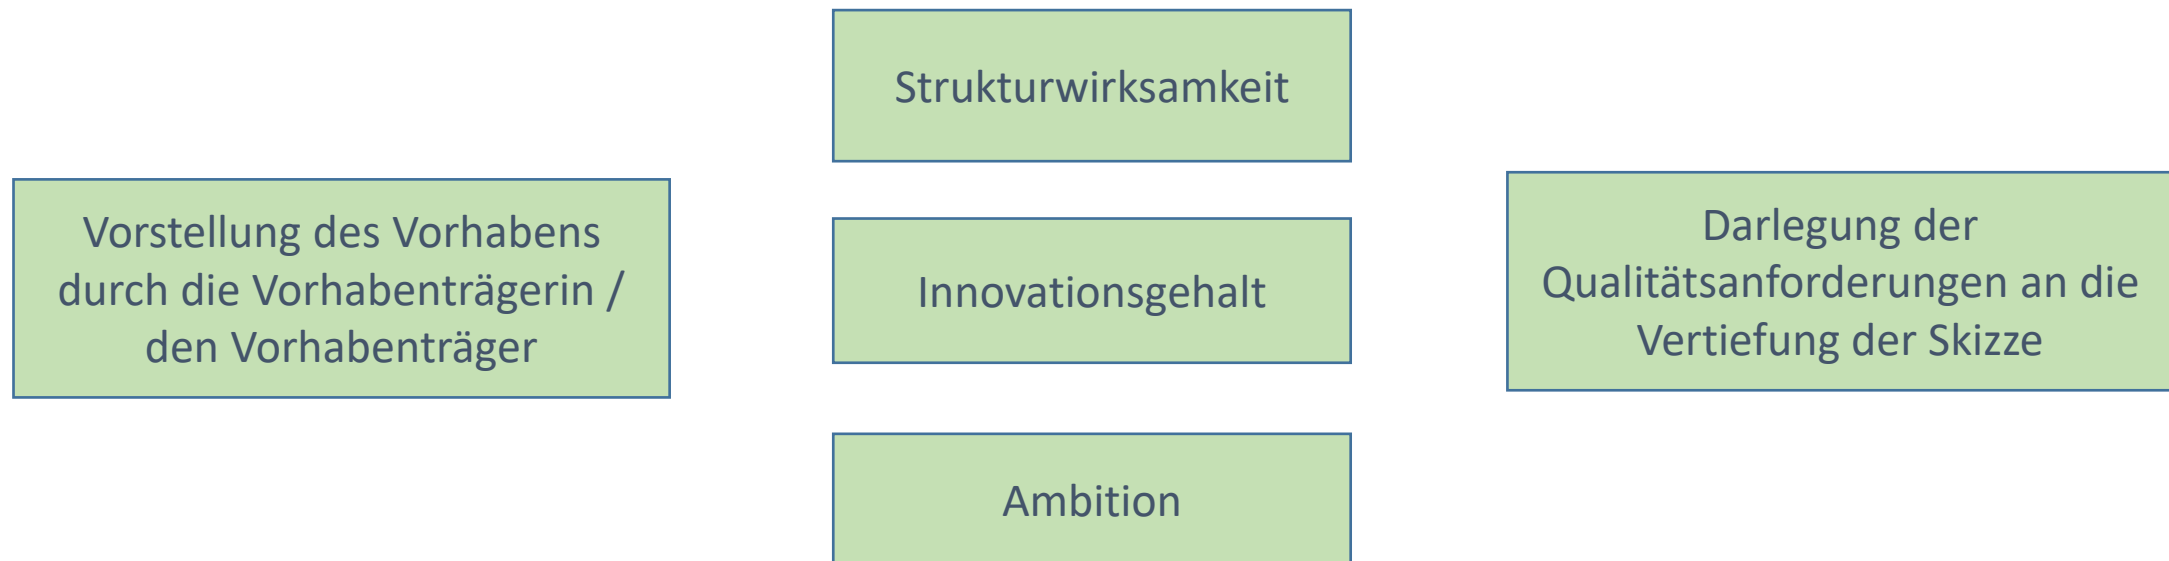 Vorstellung des Vorhabens
durch die Vorhabenträgerin /
den Vorhabenträger
Strukturwirksamkeit
Innovationsgehalt
Ambition
Darlegung der
Qualitätsanforderungen an die
Vertiefung der Skizze